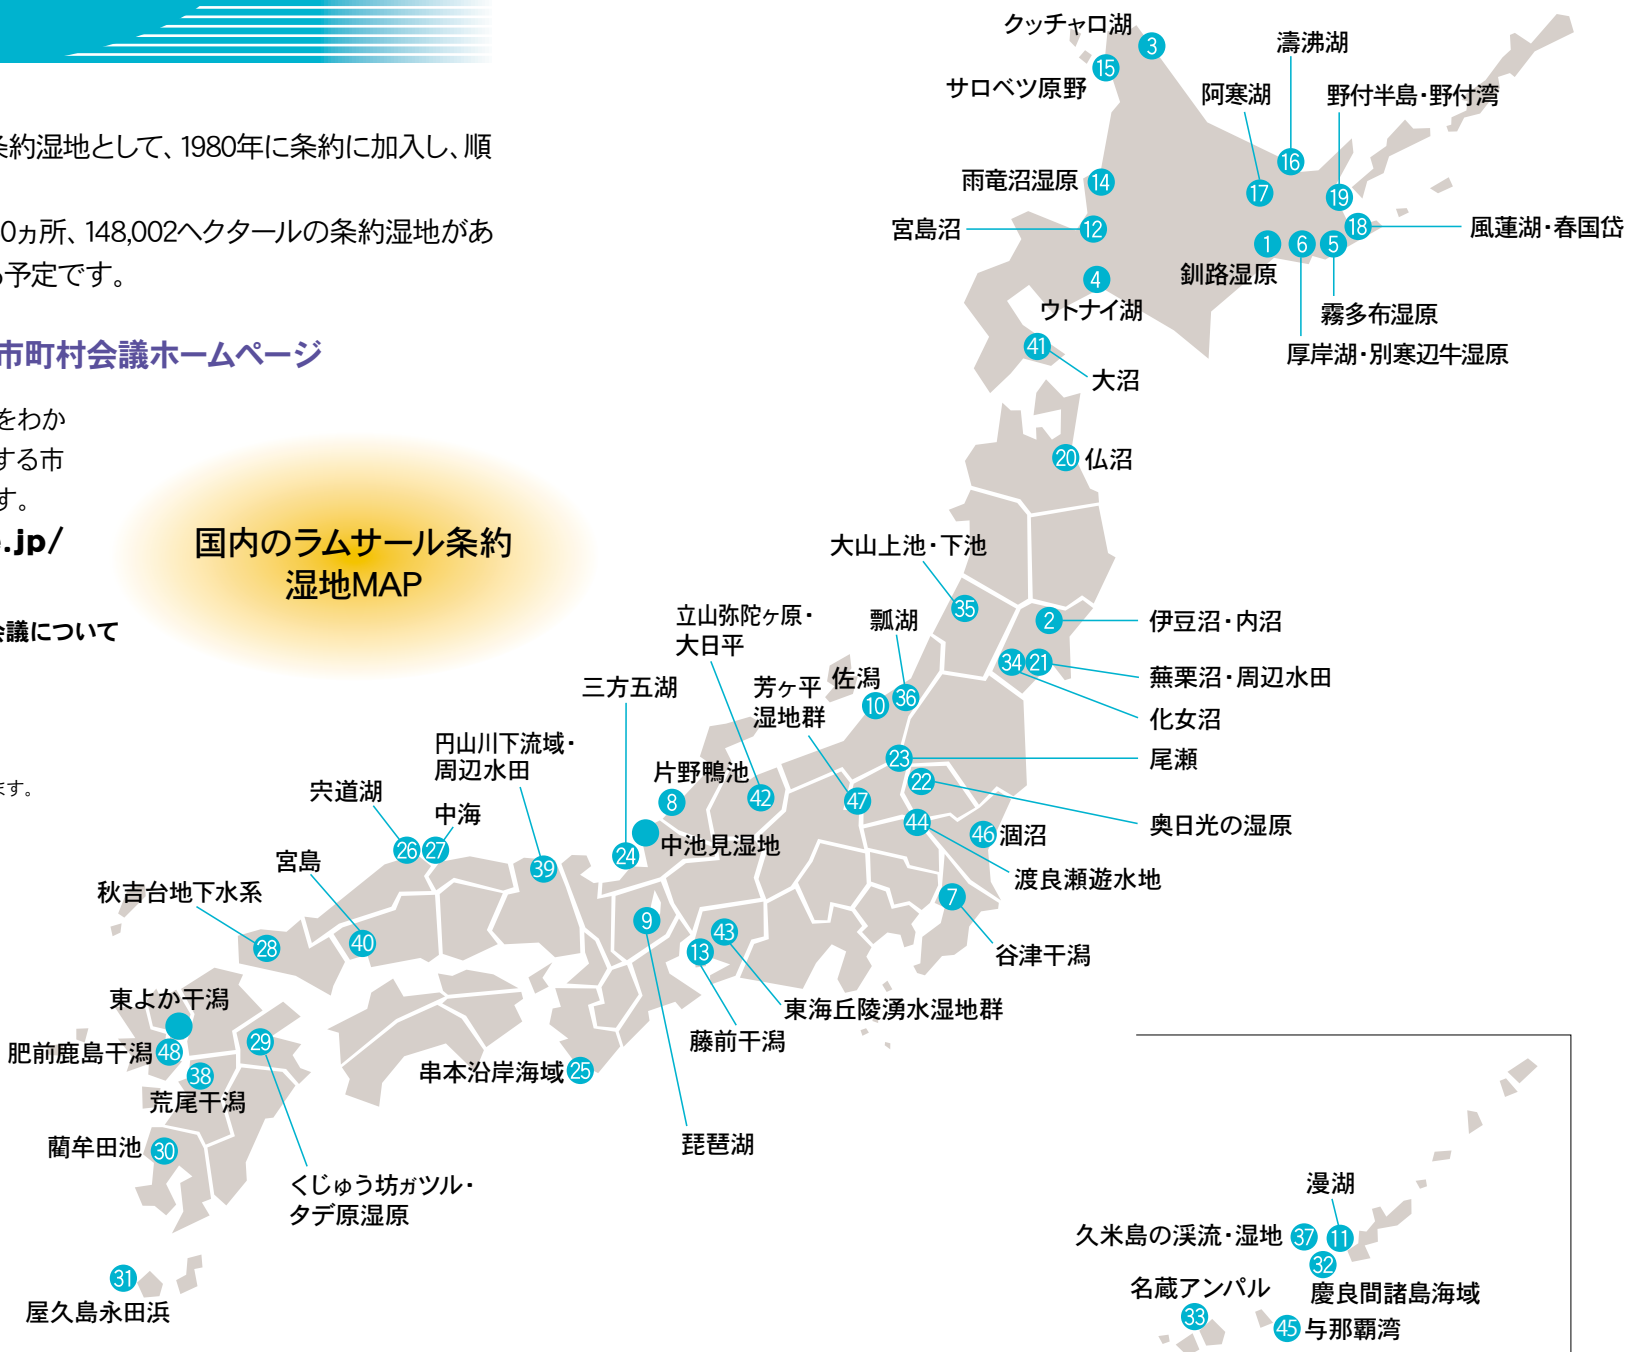 条約湿地として、1980年に条約に加入し、順
0ヵ所、148,002ヘクタールの条約湿地があ
る予定です。
市町村会議ホームページ
をわか
する市
す。
.jp/
会議について
ます。
国内のラムサール条約
湿地MAP
クッチャロ湖
3
15
サロベツ原野
濤沸湖
阿寒湖
野付半島・野付湾
16
17
19
雨竜沼湿原
14
宮島沼
12
18
風蓮湖・春国岱
1
6
5
釧路湿原
4
ウトナイ湖
霧多布湿原
厚岸湖・別寒辺牛湿原
41
大沼
20
仏沼
大山上池・下池
35
2
伊豆沼・内沼
34
21
蕪栗沼・周辺水田
化女沼
立山弥陀ヶ原・
大日平
瓢湖
佐潟
10
36
芳ヶ平
湿地群
三方五湖
23
尾瀬
22
奥日光の湿原
円山川下流域・
周辺水田
片野鴨池
8
42
47
44
渡良瀬遊水地
46
涸沼
宍道湖
中海
26
27
39
24
中池見湿地
宮島
40
秋吉台地下水系
28
9
43
13
7
谷津干潟
東海丘陵湧水湿地群
藤前干潟
琵琶湖
東よか干潟
肥前鹿島干潟
48
29
38
荒尾干潟
串本沿岸海域
25
藺牟田池
30
くじゅう坊ガツル・
タデ原湿原
31
屋久島永田浜
漫湖
久米島の渓流・湿地
37
11
32
慶良間諸島海域
名蔵アンパル
33
45
与那覇湾